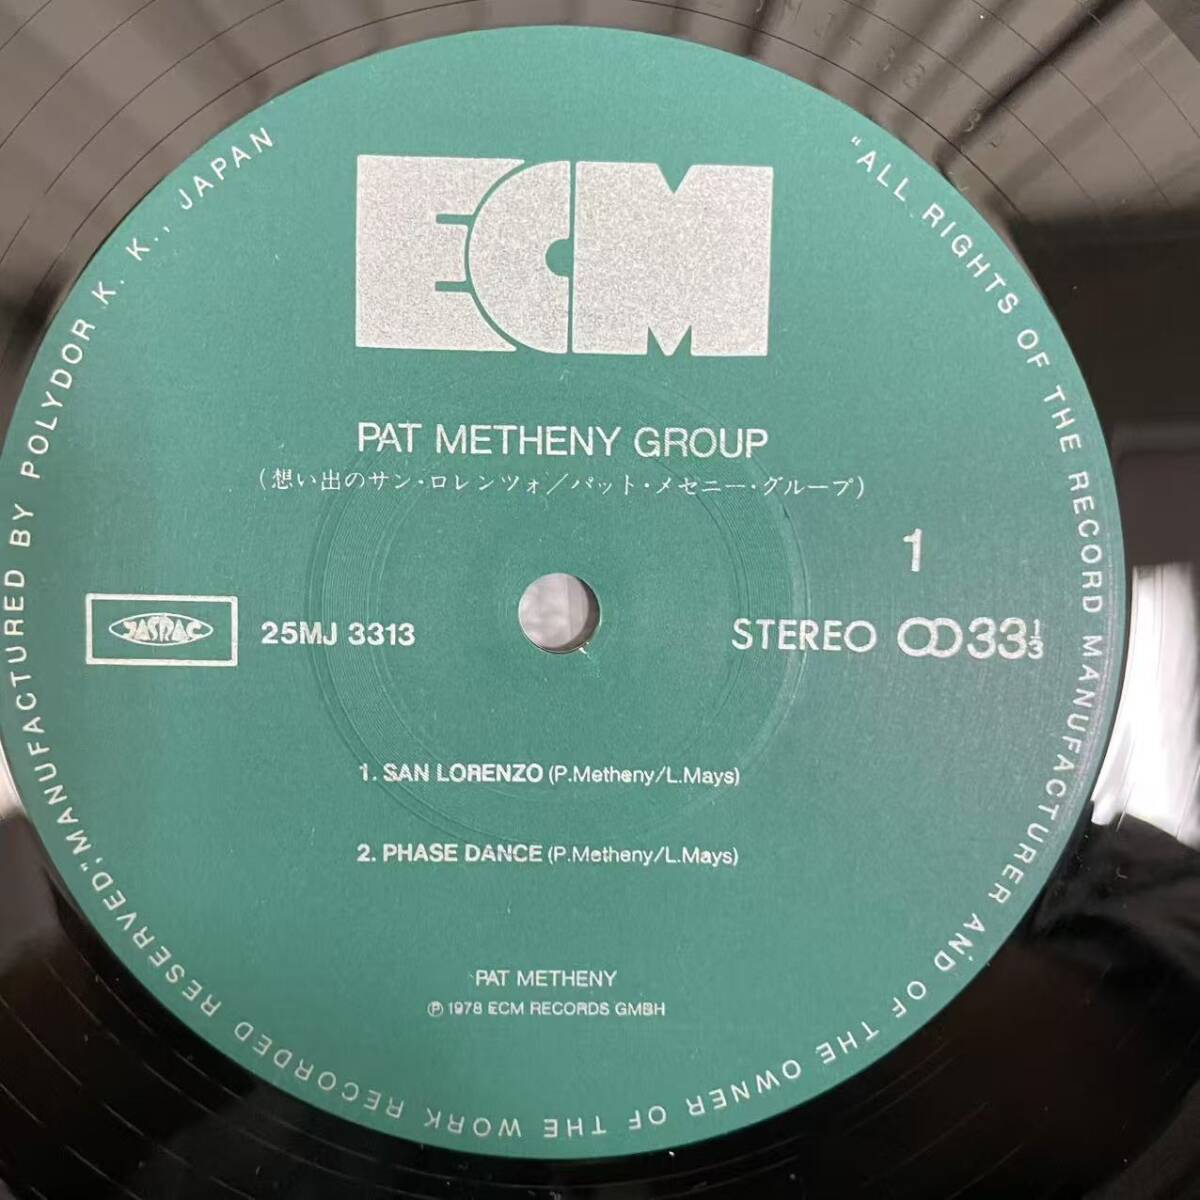 ECM
PAT METHENY GROUP
(想い出のサン・ロレンツォ/パット・メセニー・グループ)
1
JASRAC
25MJ 3313
STEREO 33 1/3
1. SAN LORENZO (P.Metheny/L.Mays)
2. PHASE DANCE (P.Metheny/L.Mays)
PAT METHENY
Ⓟ 1978 ECM RECORDS GMBH
"ALL RIGHTS OF THE RECORD MANUFACTURER AND OF THE OWNER OF THE WORK RECORDED RESERVED," MANUFACTURED BY POLYDOR K. K., JAPAN